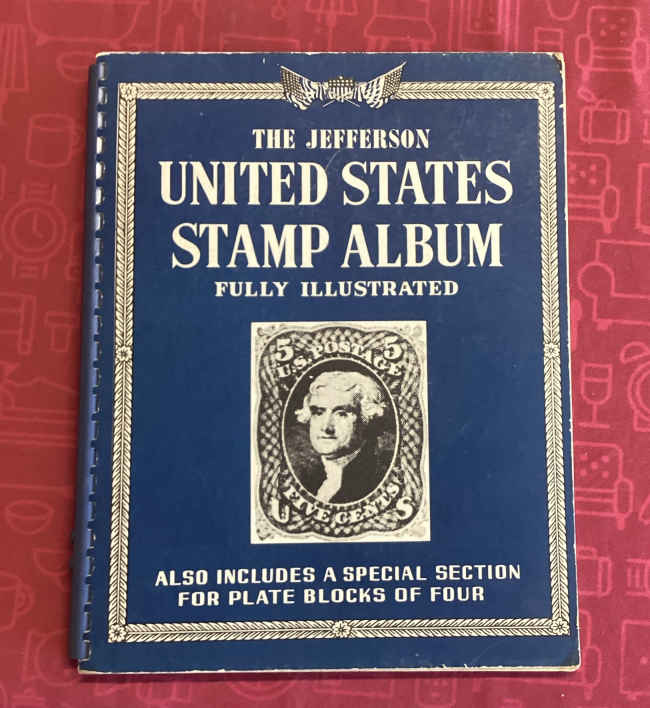 THE JEFFERSON
UNITED STATES
STAMP ALBUM
FULLY ILLUSTRATED
5 5
U.S. POSTAGE
FIVE CENTS
U S
ALSO INCLUDES A SPECIAL SECTION
FOR PLATE BLOCKS OF FOUR